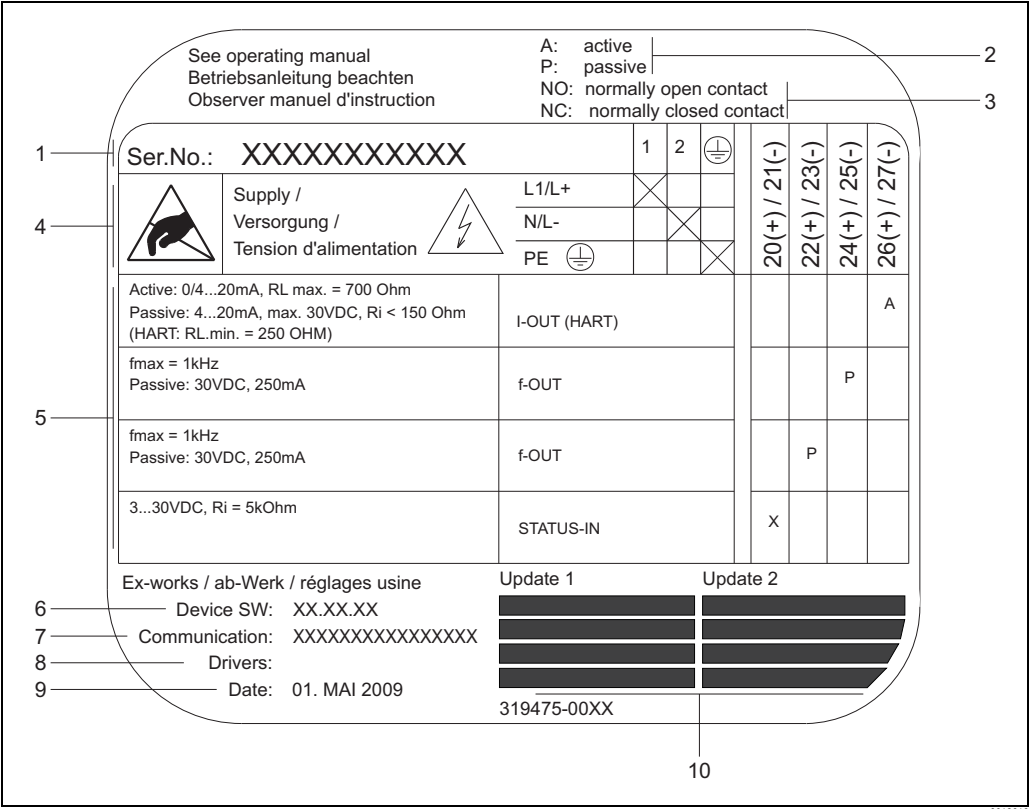 See operating manual
Betriebsanleitung beachten
Observer manuel d'instruction
A: active
P: passive
NO: normally open contact
NC: normally closed contact
2
3
1
Ser.No.: XXXXXXXXXXX
1 2
20(+) / 21(-)
22(+) / 23(-)
24(+) / 25(-)
26(+) / 27(-)
4
Supply /
Versorgung /
Tension d'alimentation
L1/L+
N/L-
PE
5
Active: 0/4...20mA, RL max. = 700 Ohm
Passive: 4...20mA, max. 30VDC, Ri < 150 Ohm
(HART: RL.min. = 250 OHM)
I-OUT (HART)
A
fmax = 1kHz
Passive: 30VDC, 250mA
f-OUT
P
fmax = 1kHz
Passive: 30VDC, 250mA
f-OUT
P
3...30VDC, Ri = 5kOhm
STATUS-IN
X
Ex-works / ab-Werk / réglages usine
Update 1
Update 2
6
Device SW: XX.XX.XX
7
Communication: XXXXXXXXXXXXXXXX
8
Drivers:
9
Date: 01. MAI 2009
319475-00XX
10